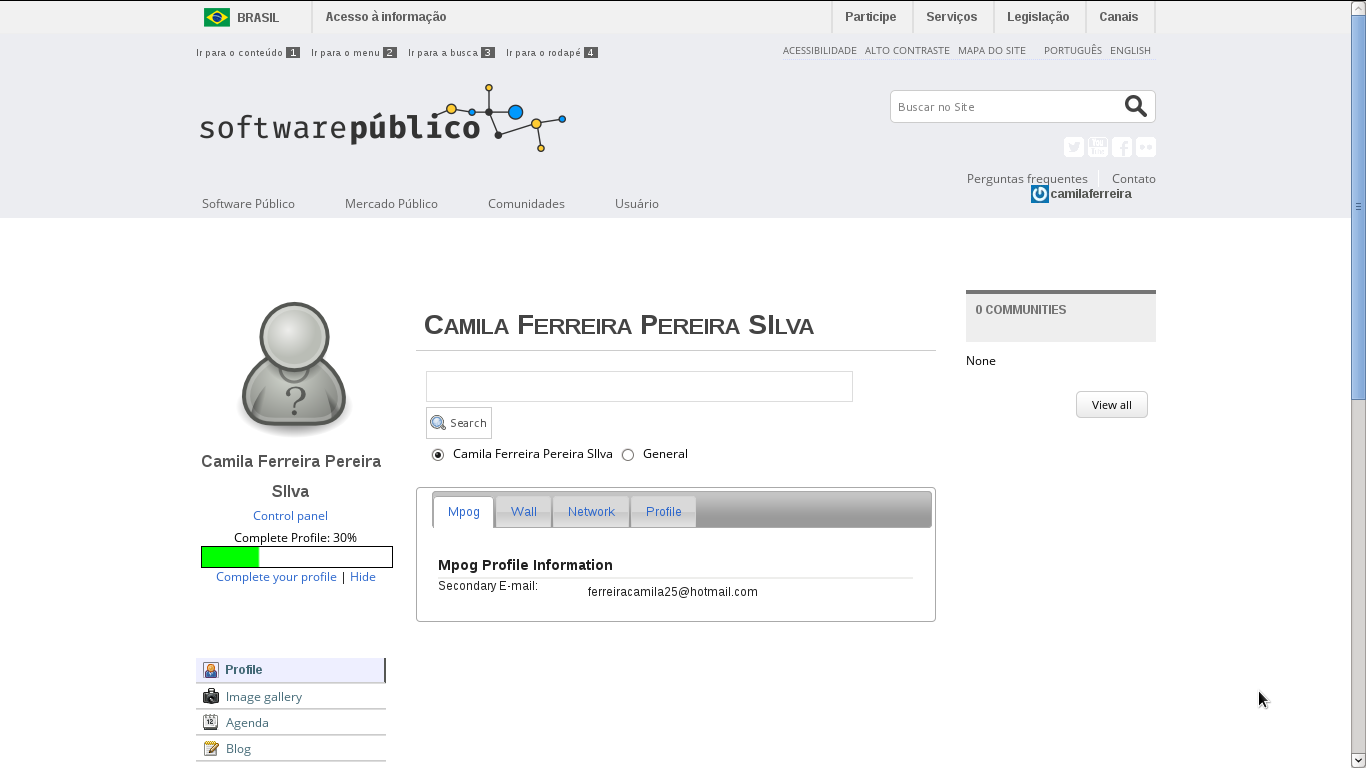 BRASIL Acesso à informação Participe Serviços Legislação Canais
Ir para o conteúdo 1 Ir para o menu 2 Ir para a busca 3 Ir para o rodapé 4
ACESSIBILIDADE ALTO CONTRASTE MAPA DO SITE PORTUGUÊS ENGLISH
softwarepúblico
Buscar no Site
You Tube
Perguntas frequentes Contato
camilaferreira
Software Público Mercado Público Comunidades Usuário
?
Camila Ferreira Pereira
SIlva
Control panel
Complete Profile: 30%
Complete your profile | Hide
Profile
Image gallery
12
Agenda
Blog
CAMILA FERREIRA PEREIRA SILVA
Search
Camila Ferreira Pereira SIlva General
Mpog Wall Network Profile
Mpog Profile Information
Secondary E-mail: ferreiracamila25@hotmail.com
0 COMMUNITIES
None
View all